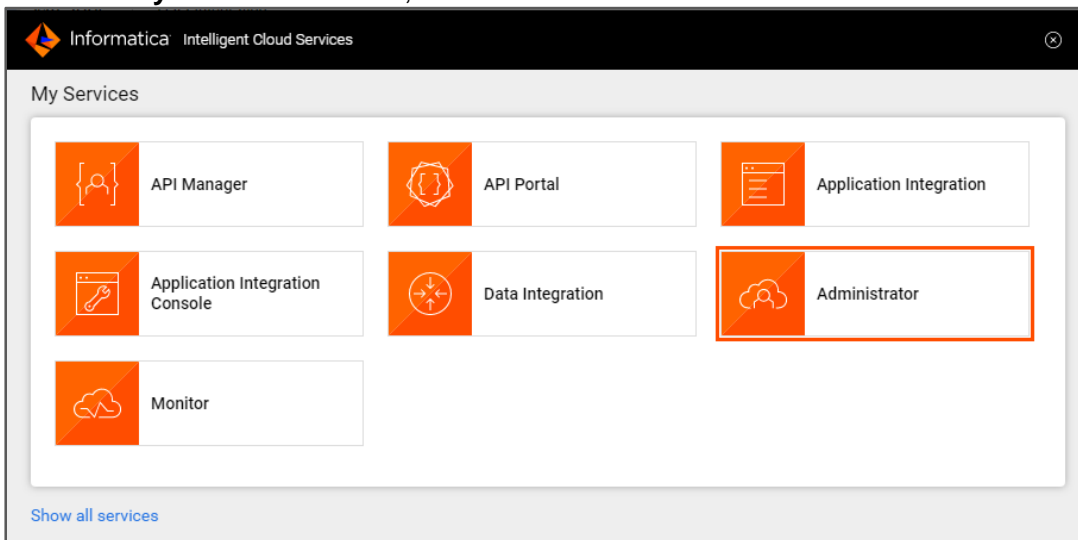 Informatica Intelligent Cloud Services
My Services
API Manager
API Portal
Application Integration
Application Integration
Console
Data Integration
Administrator
Monitor
Show all services